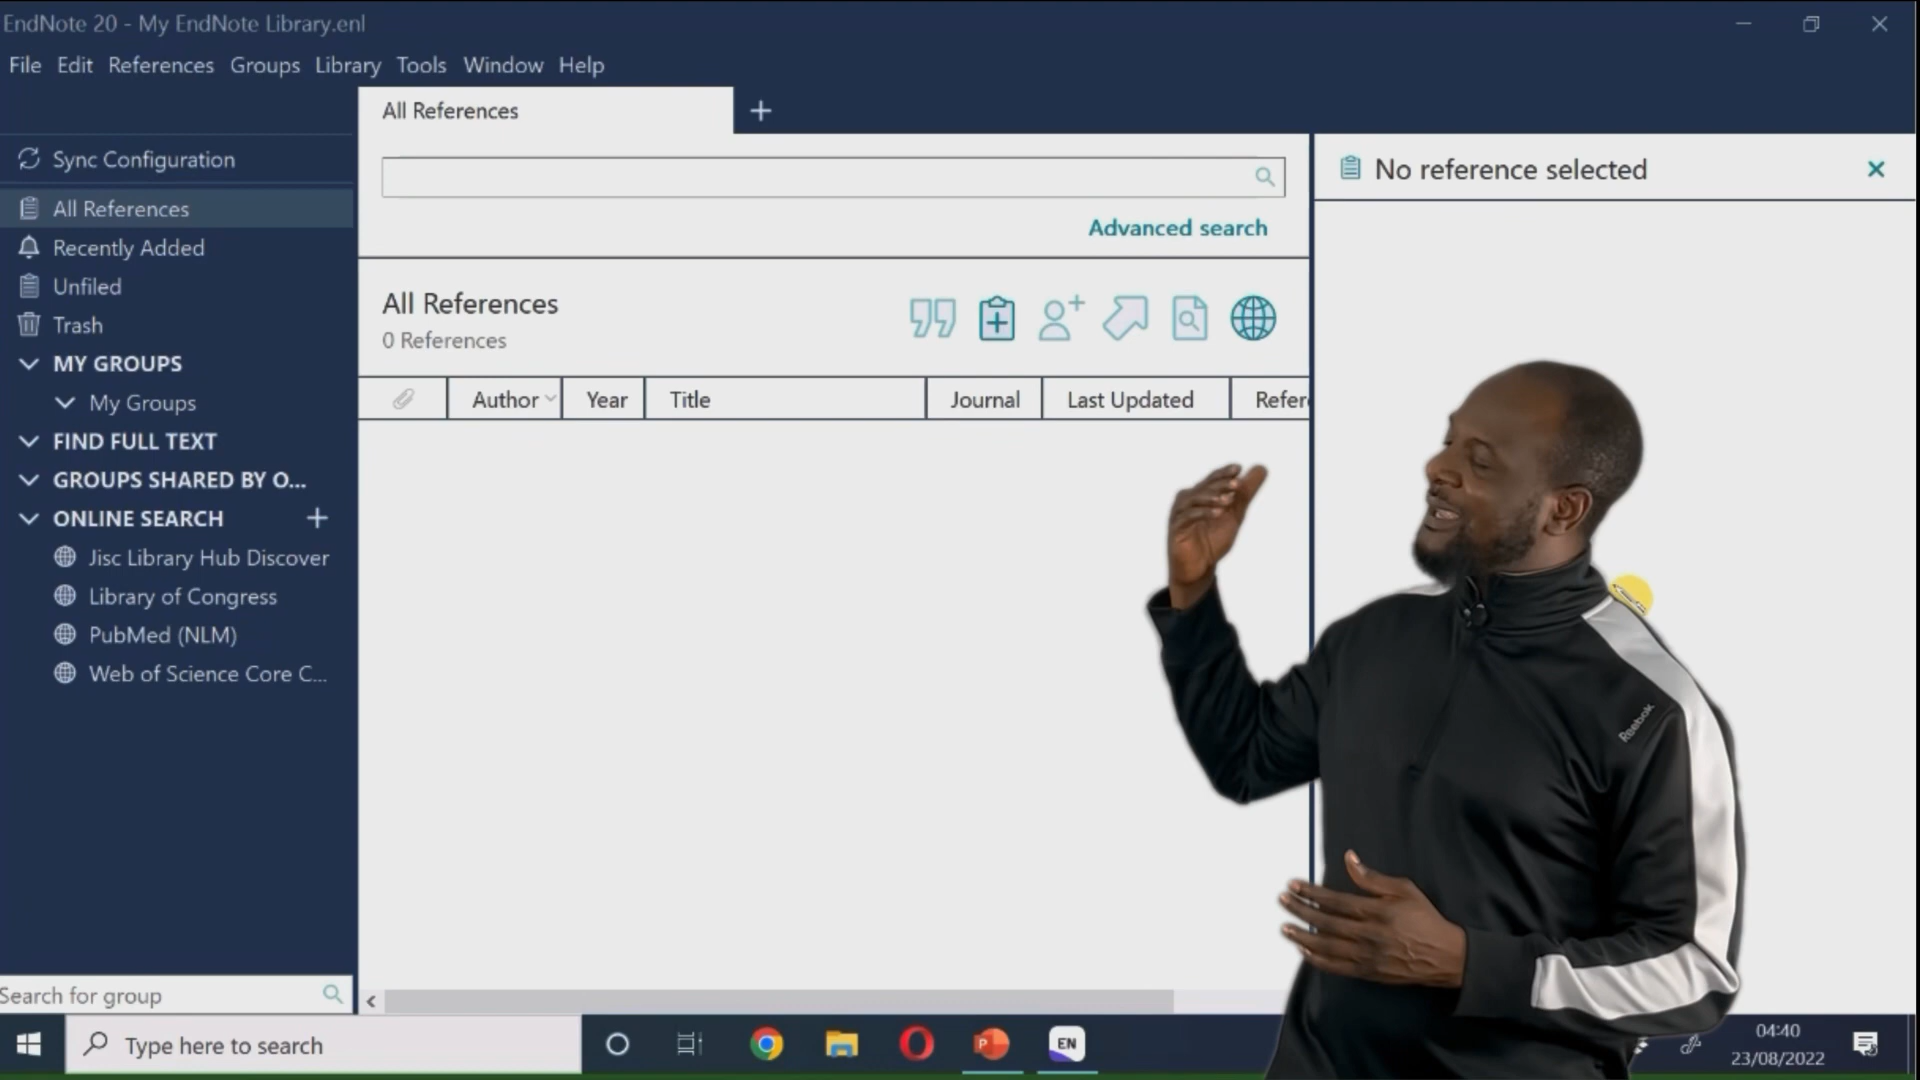 EndNote 20 - My EndNote Library.enl
File Edit References Groups Library Tools Window Help
All References
Sync Configuration
All References
Recently Added
Unfiled
Trash
MY GROUPS
My Groups
FIND FULL TEXT
GROUPS SHARED BY O...
ONLINE SEARCH
Jisc Library Hub Discover
Library of Congress
PubMed (NLM)
Web of Science Core C...
Search for group
Advanced search
All References
0 References
Author Year Title Journal Last Updated Refer
No reference selected
Reebok
Type here to search
P
EN
04:40
23/08/2022